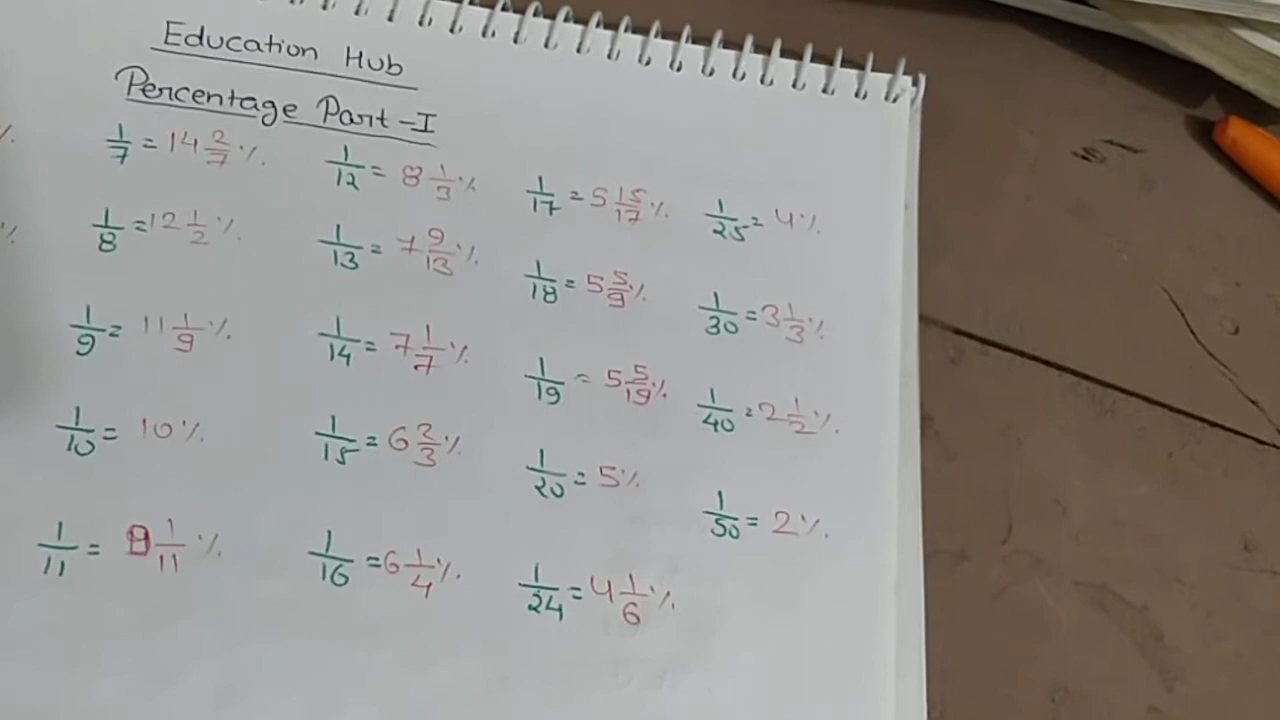 Education Hub
Percentage Part-I
%
%
1/7 = 14 2/7 %
1/8 = 12 1/2 %
1/9 = 11 1/9 %
1/10 = 10%
1/11 = 9 1/11 %
1/12 = 8 1/3 %
1/13 = 7 9/13 %
1/14 = 7 1/7 %
1/15 = 6 2/3 %
1/16 = 6 1/4 %
1/17 = 5 15/17 %
1/18 = 5 5/9 %
1/19 = 5 5/19 %
1/20 = 5%
1/24 = 4 1/6 %
1/25 = 4%
1/30 = 3 1/3 %
1/40 = 2 1/2 %
1/50 = 2%